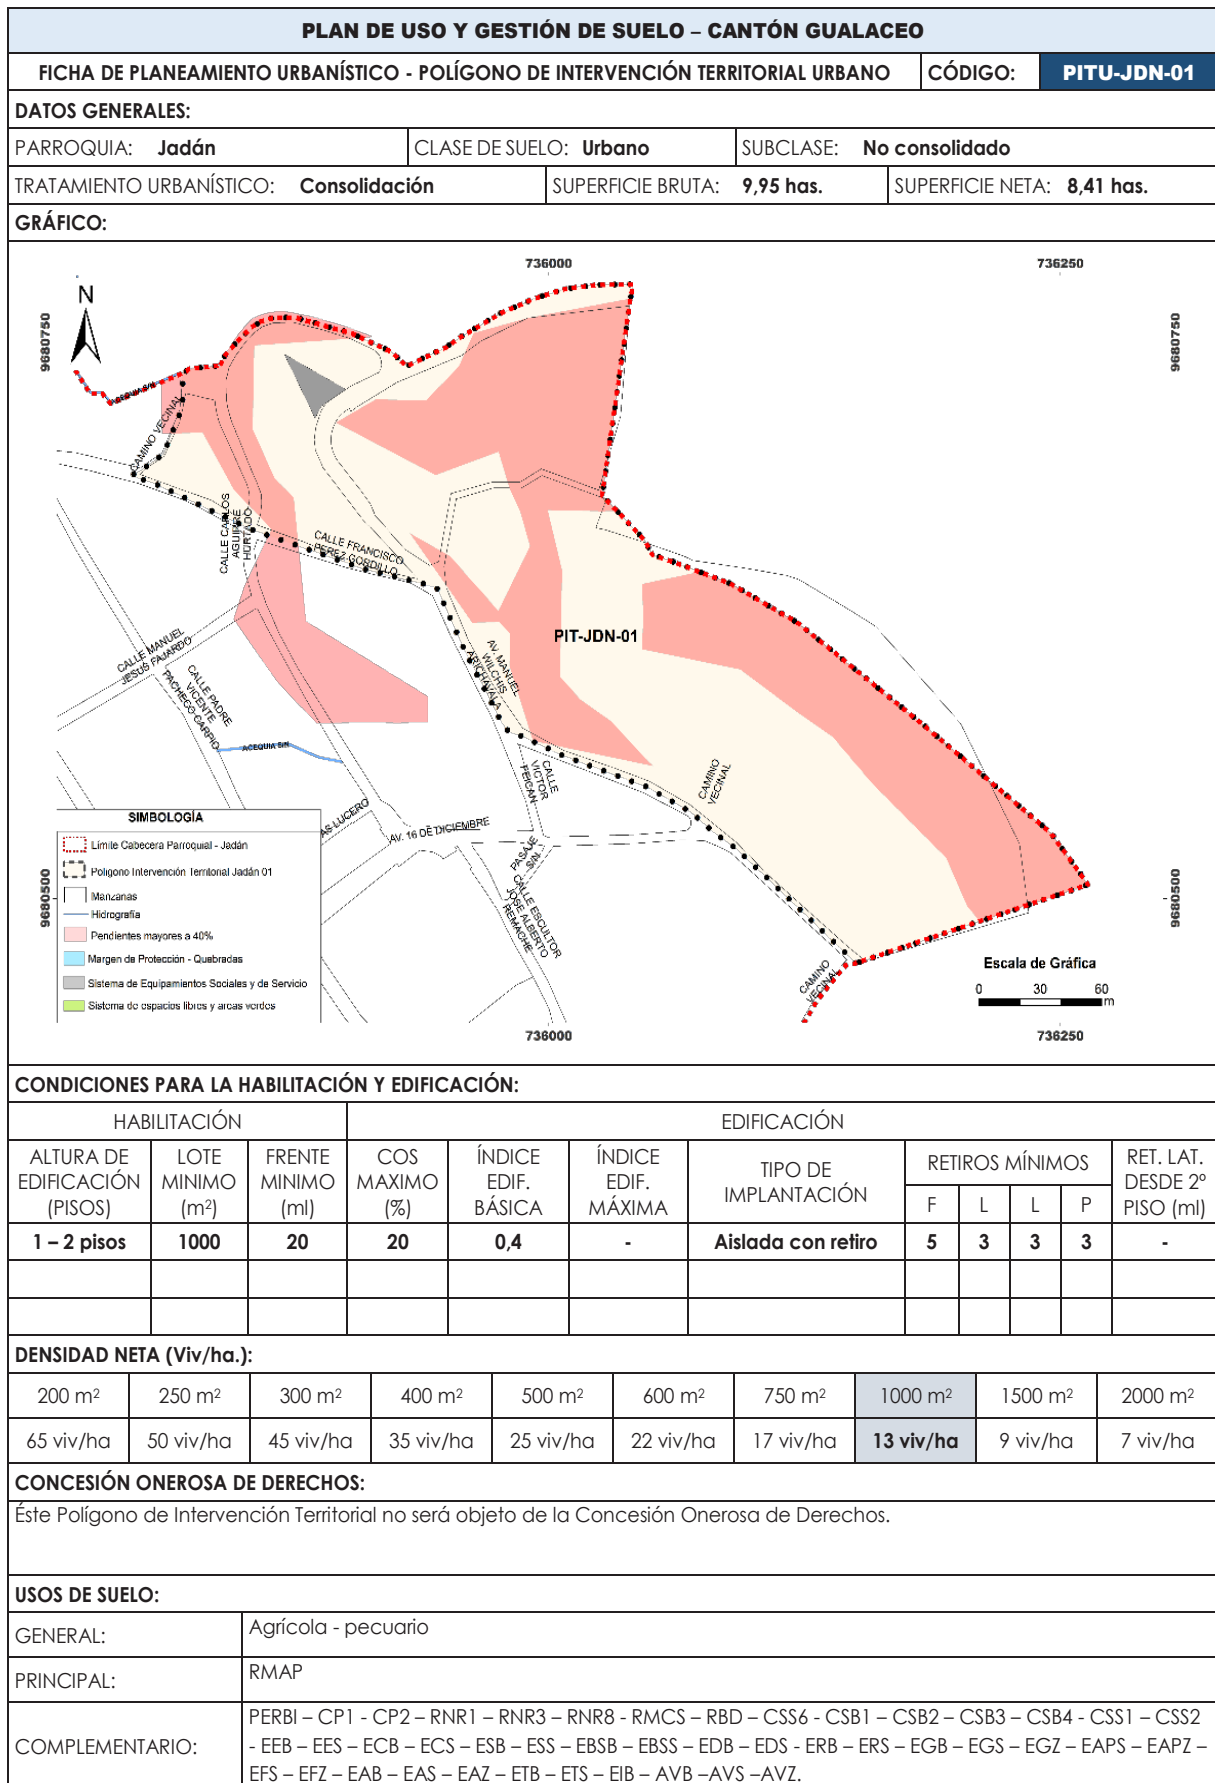 PLAN DE USO Y GESTIÓN DE SUELO – CANTÓN GUALACEO
FICHA DE PLANEAMIENTO URBANÍSTICO - POLÍGONO DE INTERVENCIÓN TERRITORIAL URBANO
CÓDIGO:
PITU-JDN-01
DATOS GENERALES:
PARROQUIA: Jadán
CLASE DE SUELO: Urbano
SUBCLASE: No consolidado
TRATAMIENTO URBANÍSTICO: Consolidación
SUPERFICIE BRUTA: 9,95 has.
SUPERFICIE NETA: 8,41 has.
GRÁFICO:
736000
736250
N
9680750
9680750
ACEQUIA S/N
CAMINO VECINAL
CALLE CARLOS
AGUIRRE
HURTADO
CALLE FRANCISCO
PEREZ GORDILLO
PIT-JDN-01
CALLE MANUEL
JESUS FAJARDO
CALLE PADRE
VICENTE
PACHECO CARPIO
AV. MANUEL
WILCHIS
ARICHAVALA
ACEQUIA S/N
CALLE
VICTOR
FEICAN
CAMINO
VECINAL
AS LUCERO
AV. 16 DE DICIEMBRE
PASAJE
S/N
CALLE ESCULTOR
JOSE ALBERTO
REMACHE
CAMINO
VECINAL
SIMBOLOGÍA
Límite Cabecera Parroquial - Jadán
Poligono Intervención Territorial Jadán 01
Manzanas
Hidrografía
Pendientes mayores a 40%
Margen de Protección - Quebradas
Sistema de Equipamientos Sociales y de Servicio
Sistema de espacios libres y areas verdes
9680500
9680500
Escala de Gráfica
0 30 60
m
736000
736250
CONDICIONES PARA LA HABILITACIÓN Y EDIFICACIÓN:
HABILITACIÓN
EDIFICACIÓN
ALTURA DE EDIFICACIÓN (PISOS)
LOTE MINIMO (m²)
FRENTE MINIMO (ml)
COS MAXIMO (%)
ÍNDICE EDIF. BÁSICA
ÍNDICE EDIF. MÁXIMA
TIPO DE IMPLANTACIÓN
RETIROS MÍNIMOS
F L L P
RET. LAT. DESDE 2º PISO (ml)
1 – 2 pisos 1000 20 20 0,4 - Aislada con retiro 5 3 3 3 -
DENSIDAD NETA (Viv/ha.):
200 m² 250 m² 300 m² 400 m² 500 m² 600 m² 750 m² 1000 m² 1500 m² 2000 m²
65 viv/ha 50 viv/ha 45 viv/ha 35 viv/ha 25 viv/ha 22 viv/ha 17 viv/ha 13 viv/ha 9 viv/ha 7 viv/ha
CONCESIÓN ONEROSA DE DERECHOS:
Éste Polígono de Intervención Territorial no será objeto de la Concesión Onerosa de Derechos.
USOS DE SUELO:
GENERAL: Agrícola - pecuario
PRINCIPAL: RMAP
COMPLEMENTARIO:
PERBI – CP1 - CP2 – RNR1 – RNR3 – RNR8 - RMCS – RBD – CSS6 - CSB1 – CSB2 – CSB3 – CSB4 - CSS1 – CSS2
- EEB – EES – ECB – ECS – ESB – ESS – EBSB – EBSS – EDB – EDS - ERB – ERS – EGB – EGS – EGZ – EAPS – EAPZ –
EFS – EFZ – EAB – EAS – EAZ – ETB – ETS – EIB – AVB –AVS –AVZ.